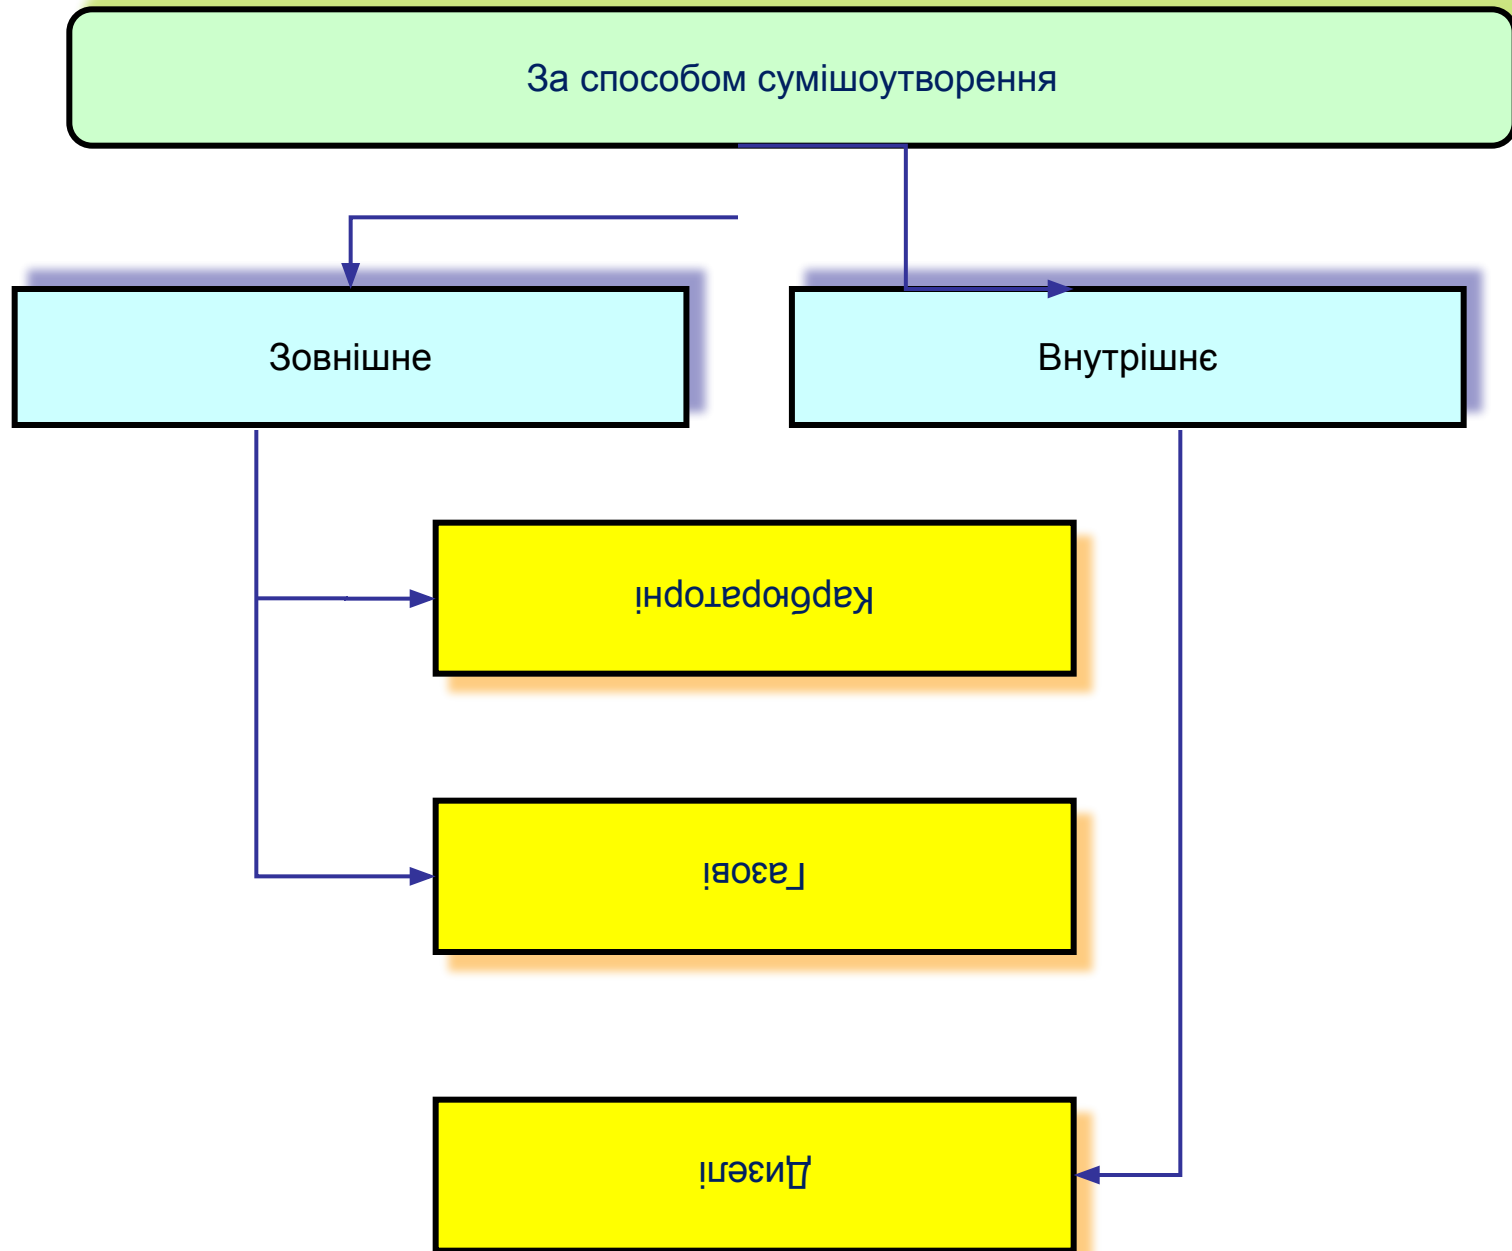 За способом сумішоутворення
Зовнішне
Внутрішнє
Карбюраторні
Газові
Дизелі